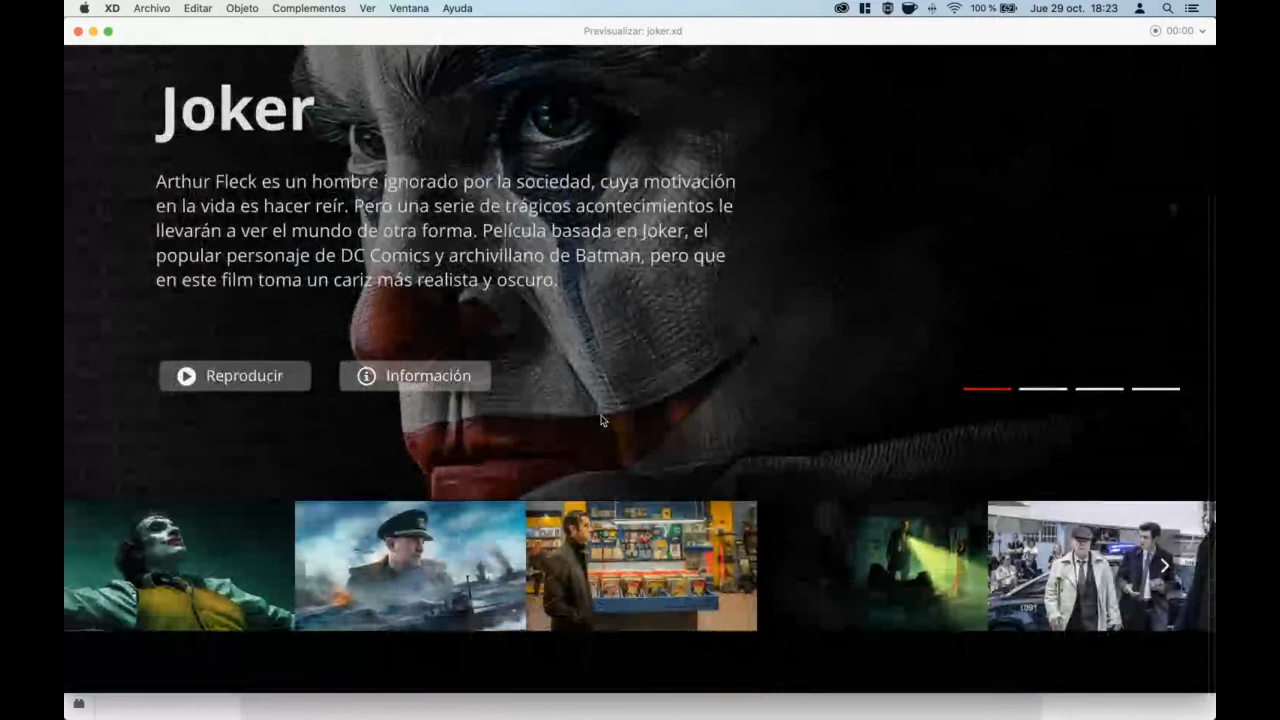 XD Archivo Editar Objeto Complementos Ver Ventana Ayuda 100 % Jue 29 oct. 18:23
Previsualizar: joker.xd 00:00
Joker
Arthur Fleck es un hombre ignorado por la sociedad, cuya motivación
en la vida es hacer reír. Pero una serie de trágicos acontecimientos le
llevarán a ver el mundo de otra forma. Película basada en Joker, el
popular personaje de DC Comics y archivillano de Batman, pero que
en este film toma un cariz más realista y oscuro.
Reproducir Información